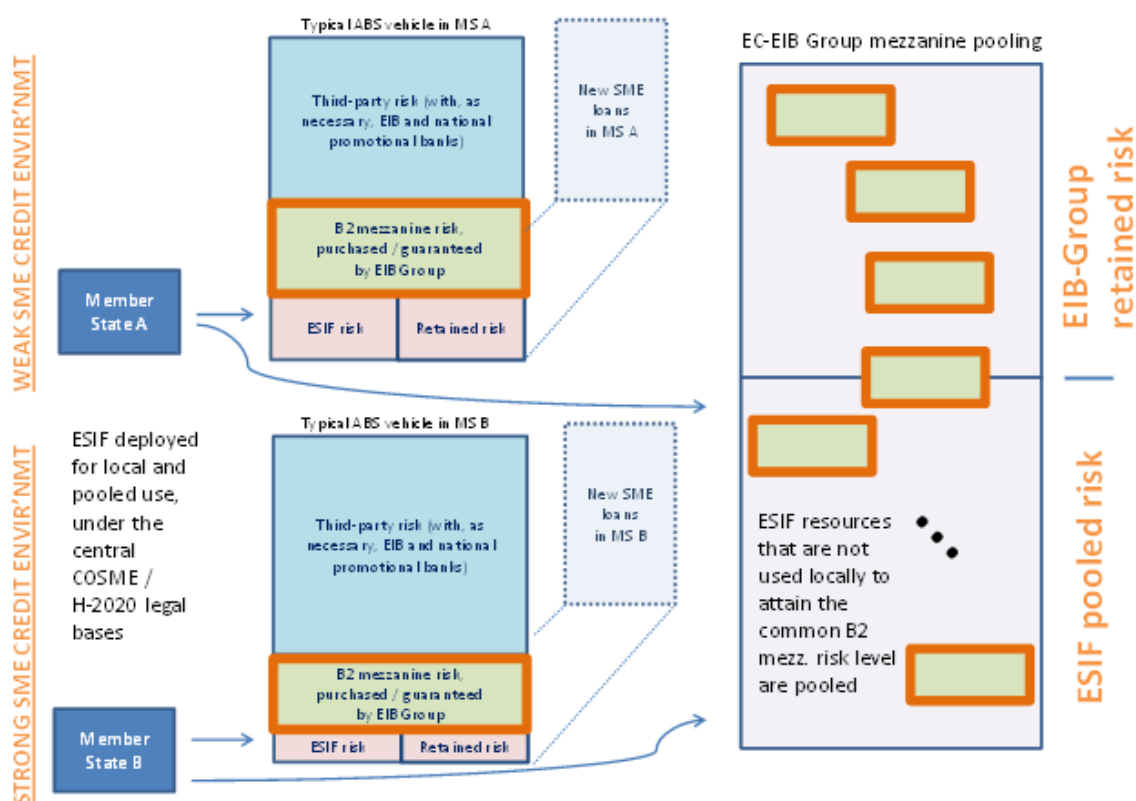 Typical ABS vehicle in MS A
WEAK SME CREDIT ENVIR'NMT
Third-party risk (with, as
necessary, EIB and national
promotional banks)
New SME
loans
in MS A
B2 mezzanine risk,
purchased / guaranteed
by EIB Group
Member
State A
ESIF risk
Retained risk
EC-EIB Group mezzanine pooling
EIB-Group
retained risk
STRONG SME CREDIT ENVIR'NMT
ESIF deployed
for local and
pooled use,
under the
central
COSME /
H-2020 legal
bases
Typical ABS vehicle in MS B
Third-party risk (with, as
necessary, EIB and national
promotional banks)
New SME
loans
in MS B
B2 mezzanine risk,
purchased / guaranteed
by EIB Group
Member
State B
ESIF risk
Retained risk
ESIF resources
that are not
used locally to
attain the
common B2
mezz. risk level
are pooled
ESIF pooled risk